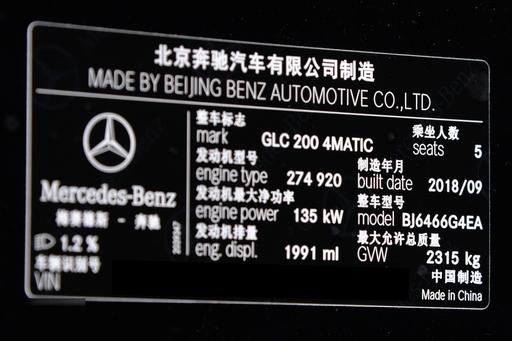 北京奔驰汽车有限公司制造
MADE BY BEIJING BENZ AUTOMOTIVE CO.,LTD.
整车标志
mark GLC 200 4MATIC
乘坐人数
seats 5
发动机型号
engine type 274 920
制造年月
built date 2018/09
发动机最大净功率
engine power 135 kW
整车型号
model BJ6466G4EA
发动机排量
eng. displ. 1991 ml
最大允许总质量
GVW 2315 kg
中国制造
Made in China
Mercedes-Benz
梅赛德斯 - 奔驰
1.2 %
车辆识别号
VIN